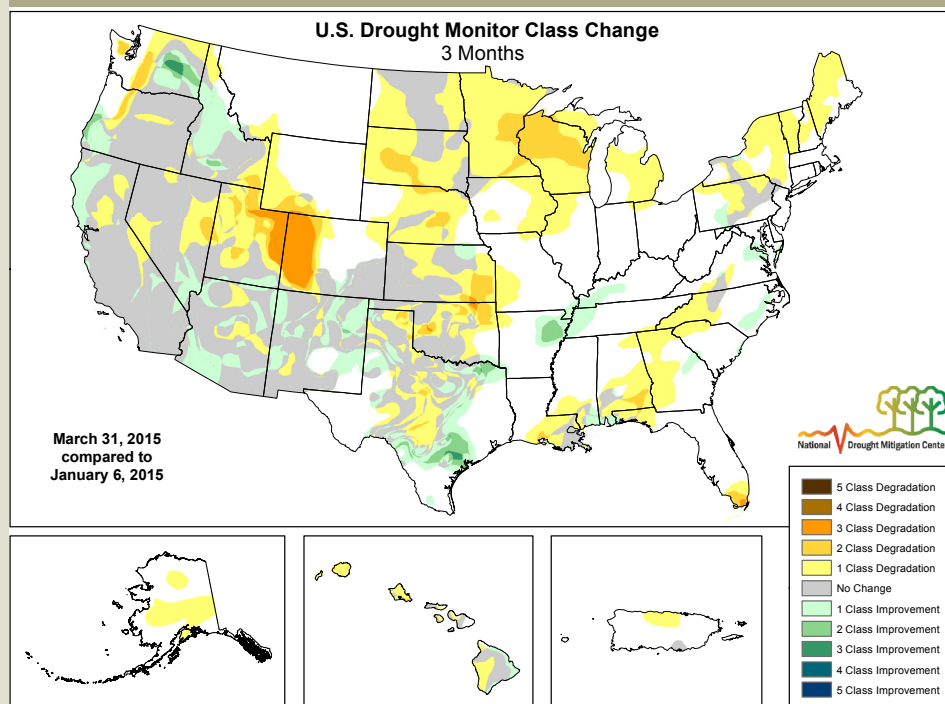 U.S. Drought Monitor Class Change
3 Months
March 31, 2015
compared to
January 6, 2015
National Drought Mitigation Cente
5 Class Degradation
4 Class Degradation
3 Class Degradation
2 Class Degradation
1 Class Degradation
No Change
1 Class Improvement
2 Class Improvement
3 Class Improvement
4 Class Improvement
5 Class Improvement